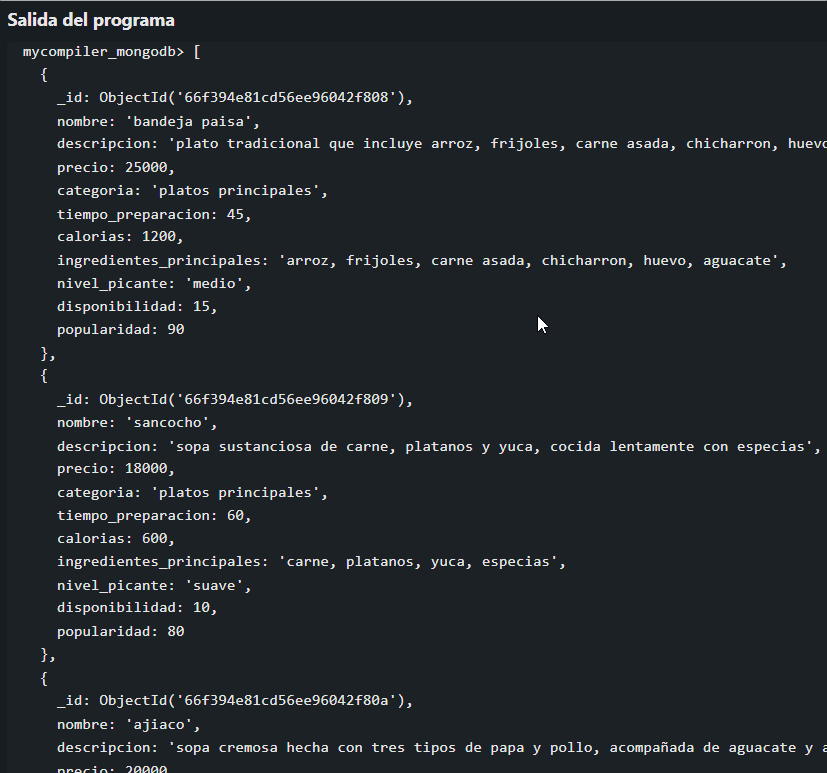 Salida del programa
mycompiler_mongodb> [
  {
    _id: ObjectId('66f394e81cd56ee96042f808'),
    nombre: 'bandeja paisa',
    descripcion: 'plato tradicional que incluye arroz, frijoles, carne asada, chicharron, huevo
    precio: 25000,
    categoria: 'platos principales',
    tiempo_preparacion: 45,
    calorias: 1200,
    ingredientes_principales: 'arroz, frijoles, carne asada, chicharron, huevo, aguacate',
    nivel_picante: 'medio',
    disponibilidad: 15,
    popularidad: 90
  },
  {
    _id: ObjectId('66f394e81cd56ee96042f809'),
    nombre: 'sancocho',
    descripcion: 'sopa sustanciosa de carne, platanos y yuca, cocida lentamente con especias',
    precio: 18000,
    categoria: 'platos principales',
    tiempo_preparacion: 60,
    calorias: 600,
    ingredientes_principales: 'carne, platanos, yuca, especias',
    nivel_picante: 'suave',
    disponibilidad: 10,
    popularidad: 80
  },
  {
    _id: ObjectId('66f394e81cd56ee96042f80a'),
    nombre: 'ajiaco',
    descripcion: 'sopa cremosa hecha con tres tipos de papa y pollo, acompañada de aguacate y
    precio: 20000